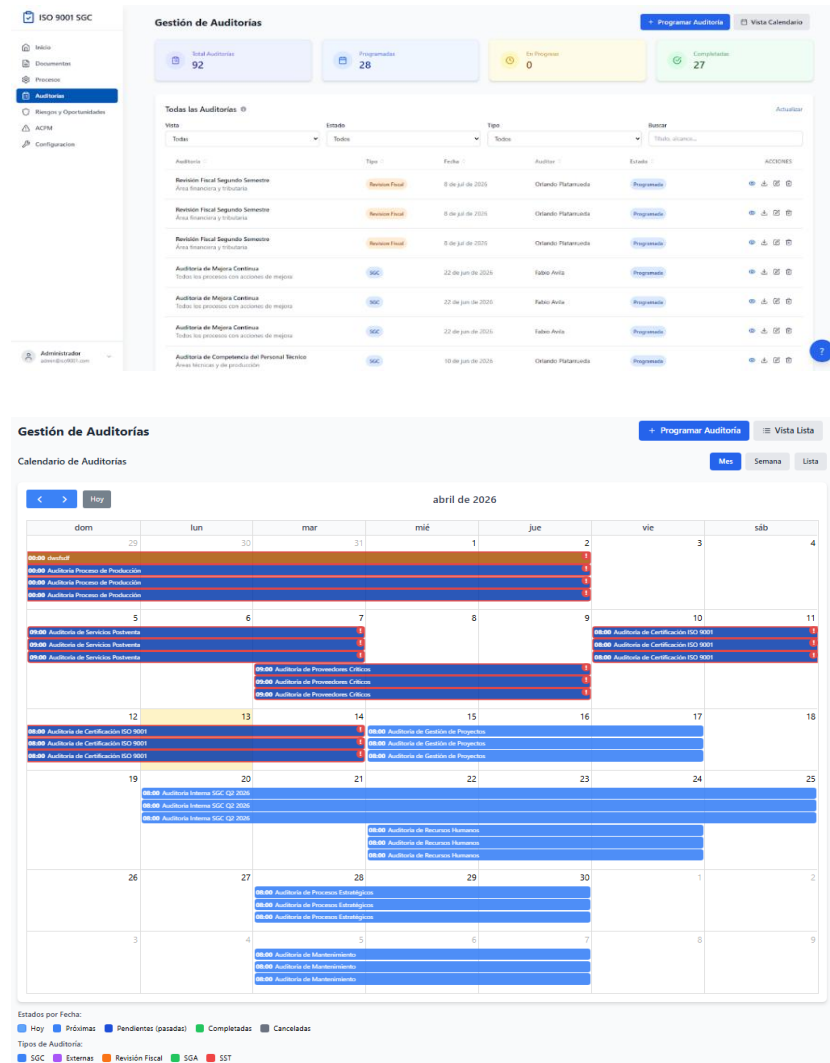 ISO 9001 SGC
Inicio
Documentos
Procesos
Auditorías
Riesgos y Oportunidades
ACPM
Configuracion
Administrador
admin@iso9001.com
Gestión de Auditorías
+ Programar Auditoría
Vista Calendario
Total Auditorías
92
Programadas
28
En Progreso
0
Completadas
27
Todas las Auditorías
Actualizar
Vista Estado Tipo Buscar
Todas Todos Todos Título, alcance...
Auditoría Tipo Fecha Auditor Estado ACCIONES
Revisión Fiscal Segundo Semestre
Área financiera y tributaria
Revision Fiscal 8 de jul de 2026 Orlando Platarrueda Programada
Revisión Fiscal Segundo Semestre
Área financiera y tributaria
Revision Fiscal 8 de jul de 2026 Orlando Platarrueda Programada
Revisión Fiscal Segundo Semestre
Área financiera y tributaria
Revision Fiscal 8 de jul de 2026 Orlando Platarrueda Programada
Auditoría de Mejora Continua
Todos los procesos con acciones de mejora
SGC 22 de jun de 2026 Fabio Avila Programada
Auditoría de Mejora Continua
Todos los procesos con acciones de mejora
SGC 22 de jun de 2026 Fabio Avila Programada
Auditoría de Mejora Continua
Todos los procesos con acciones de mejora
SGC 22 de jun de 2026 Fabio Avila Programada
Auditoría de Competencia del Personal Técnico
Áreas técnicas y de producción
SGC 10 de jun de 2026 Orlando Platarrueda Programada
?
Gestión de Auditorías
+ Programar Auditoría
Vista Lista
Calendario de Auditorías
Mes Semana Lista
Hoy
abril de 2026
dom lun mar mié jue vie sáb
29 30 31 1 2 3 4
00:00
00:00 Auditoría Proceso de Producción
00:00 Auditoría Proceso de Producción
00:00 Auditoría Proceso de Producción
5 6 7 8 9 10 11
09:00 Auditoría de Servicios Postventa
09:00 Auditoría de Servicios Postventa
09:00 Auditoría de Servicios Postventa
08:00 Auditoría de Certificación ISO 9001
08:00 Auditoría de Certificación ISO 9001
08:00 Auditoría de Certificación ISO 9001
09:00 Auditoría de Proveedores Críticos
09:00 Auditoría de Proveedores Críticos
09:00 Auditoría de Proveedores Críticos
12 13 14 15 16 17 18
08:00 Auditoría de Certificación ISO 9001
08:00 Auditoría de Certificación ISO 9001
08:00 Auditoría de Certificación ISO 9001
08:00 Auditoría de Gestión de Proyectos
08:00 Auditoría de Gestión de Proyectos
08:00 Auditoría de Gestión de Proyectos
19 20 21 22 23 24 25
08:00 Auditoría Interna SGC Q2 2026
08:00 Auditoría Interna SGC Q2 2026
08:00 Auditoría Interna SGC Q2 2026
08:00 Auditoría de Recursos Humanos
08:00 Auditoría de Recursos Humanos
08:00 Auditoría de Recursos Humanos
26 27 28 29 30 1 2
08:00 Auditoría de Procesos Estratégicos
08:00 Auditoría de Procesos Estratégicos
08:00 Auditoría de Procesos Estratégicos
3 4 5 6 7 8 9
08:00 Auditoría de Mantenimiento
08:00 Auditoría de Mantenimiento
08:00 Auditoría de Mantenimiento
Estados por Fecha:
Hoy Próximas Pendientes (pasadas) Completadas Canceladas
Tipos de Auditoría:
SGC Externas Revisión Fiscal SGA SST